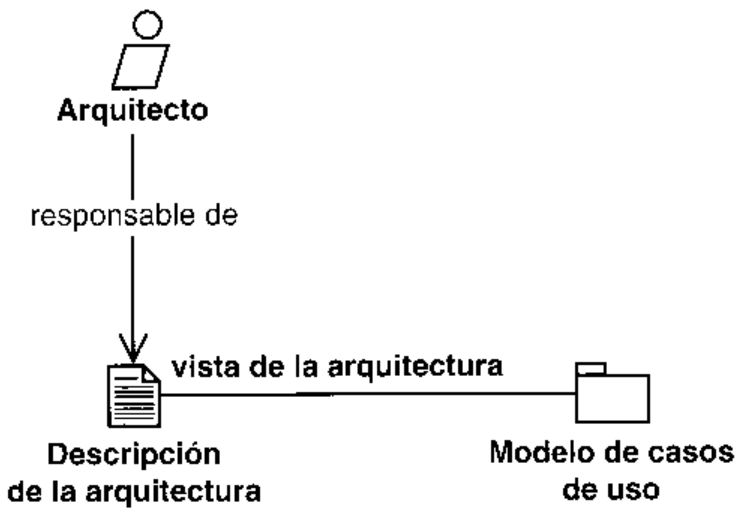 Arquitecto
responsable de
vista de la arquitectura
Descripción
de la arquitectura
Modelo de casos
de uso